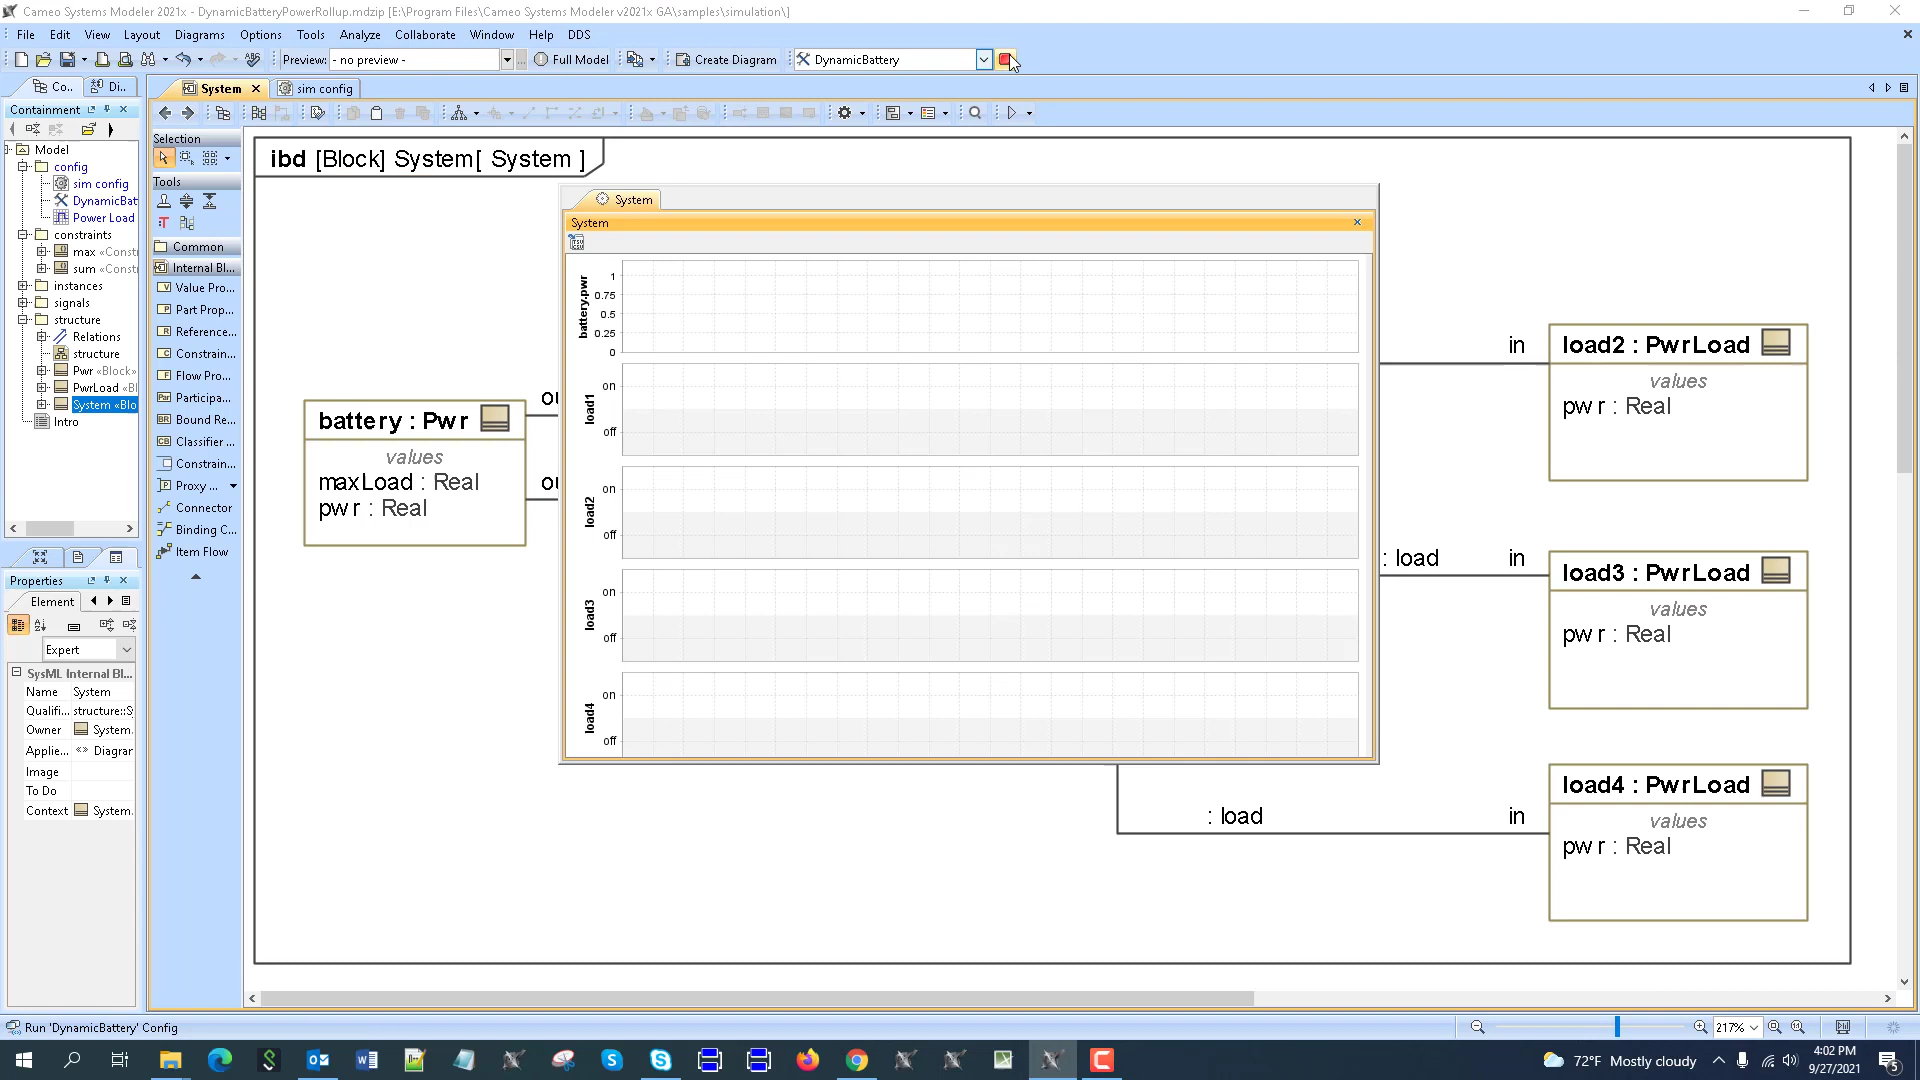 Cameo Systems Modeler 2021x - DynamicBatteryPowerRollup.mdzip [E:\Program Files\Cameo Systems Modeler v2021x GA\samples\simulation\]
File Edit View Layout Diagrams Options Tools Analyze Collaborate Window Help DDS
Preview: - no preview - ... Full Model Create Diagram DynamicBattery
Co.. Di...
System sim config
Containment
Model
config
sim config
DynamicBat
Power Load
constraints
max «Const
sum «Const
instances
signals
structure
Relations
structure
Pwr «Block»
PwrLoad «Bl
System «Blo
Intro
Properties
Element
Expert
SysML Internal Bl...
Name System
Qualifi... structure::S
Owner System.
Applie... «» Diagrar
Image
To Do
Context System.
Selection
Tools
Common
Internal Bl...
Value Pro...
Part Prop...
Reference...
Constrain...
Flow Pro...
Participa...
Bound Re...
Classifier ...
Constrain...
Proxy ...
Connector
Binding C...
Item Flow
ibd [Block] System[ System ]
battery : Pwr
values
maxLoad : Real
pwr : Real
ou
ou
System
System
battery.pwr
1
0.75
0.5
0.25
0
load1
on
off
load2
on
off
load3
on
off
load4
on
off
in
load2 : PwrLoad
values
pwr : Real
: load in
load3 : PwrLoad
values
pwr : Real
: load in
load4 : PwrLoad
values
pwr : Real
Run 'DynamicBattery' Config
217%
72°F Mostly cloudy
4:02 PM
9/27/2021
5